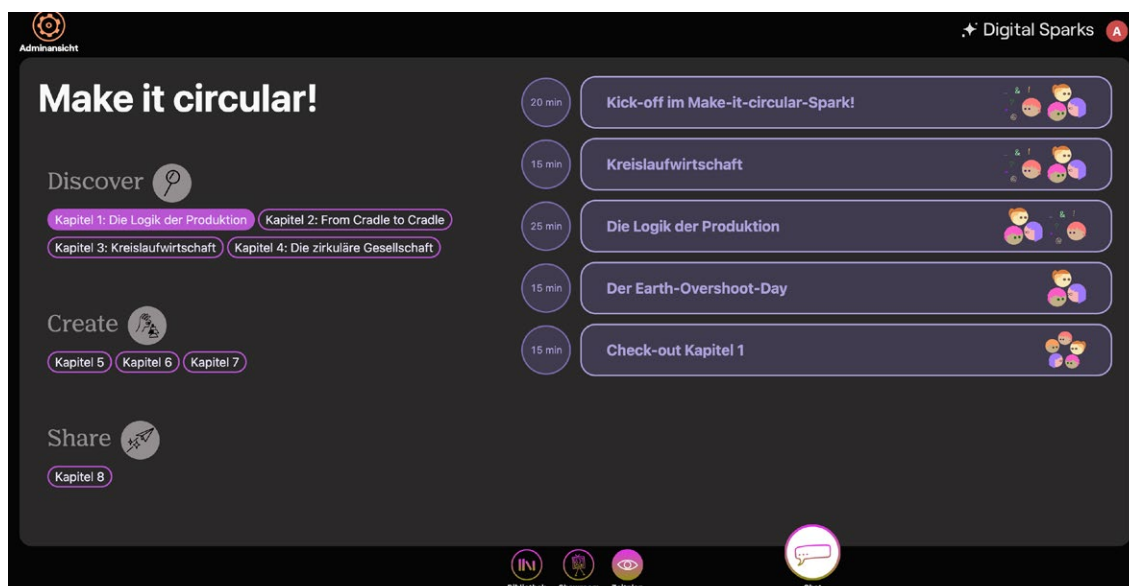 Adminansicht
Digital Sparks A
Make it circular!
Discover
Kapitel 1: Die Logik der Produktion Kapitel 2: From Cradle to Cradle
Kapitel 3: Kreislaufwirtschaft Kapitel 4: Die zirkuläre Gesellschaft
Create
Kapitel 5 Kapitel 6 Kapitel 7
Share
Kapitel 8
20 min Kick-off im Make-it-circular-Spark!
15 min Kreislaufwirtschaft
25 min Die Logik der Produktion
15 min Der Earth-Overshoot-Day
15 min Check-out Kapitel 1